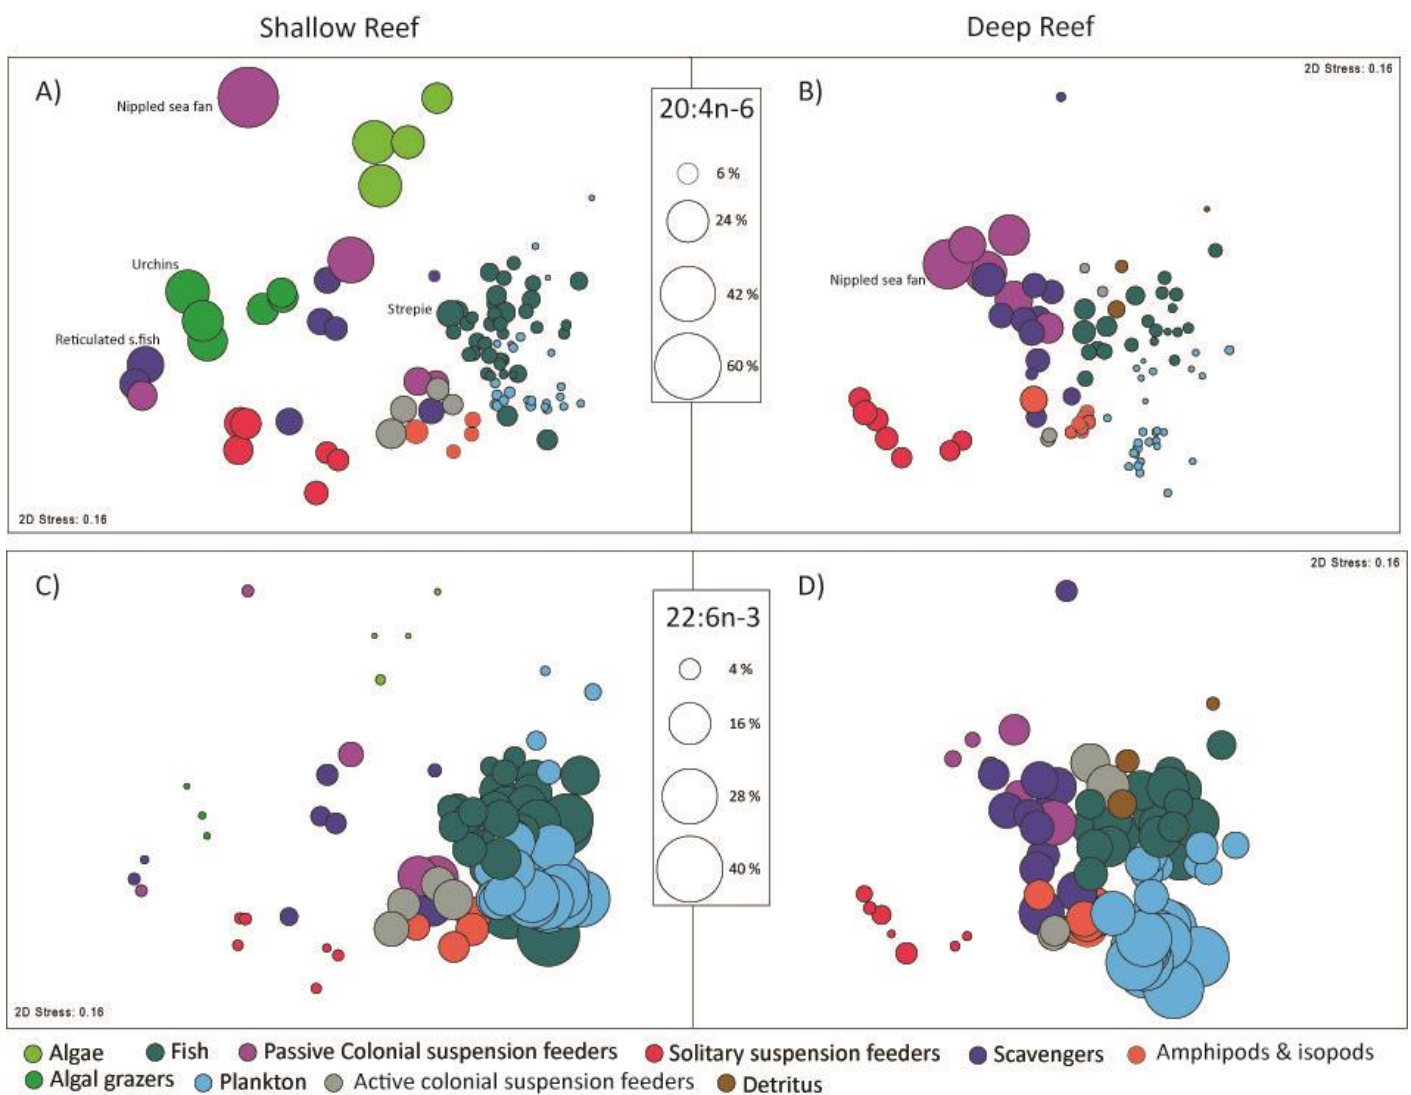 Shallow Reef
Deep Reef
A)
Nippled sea fan
Urchins
Reticulated s.fish
Strepie
2D Stress: 0.16
20:4n-6
6 %
24 %
42 %
60 %
B)
2D Stress: 0.16
Nippled sea fan
C)
2D Stress: 0.16
22:6n-3
4 %
16 %
28 %
40 %
D)
2D Stress: 0.16
Algae Fish Passive Colonial suspension feeders Solitary suspension feeders Scavengers Amphipods & isopods
Algal grazers Plankton Active colonial suspension feeders Detritus